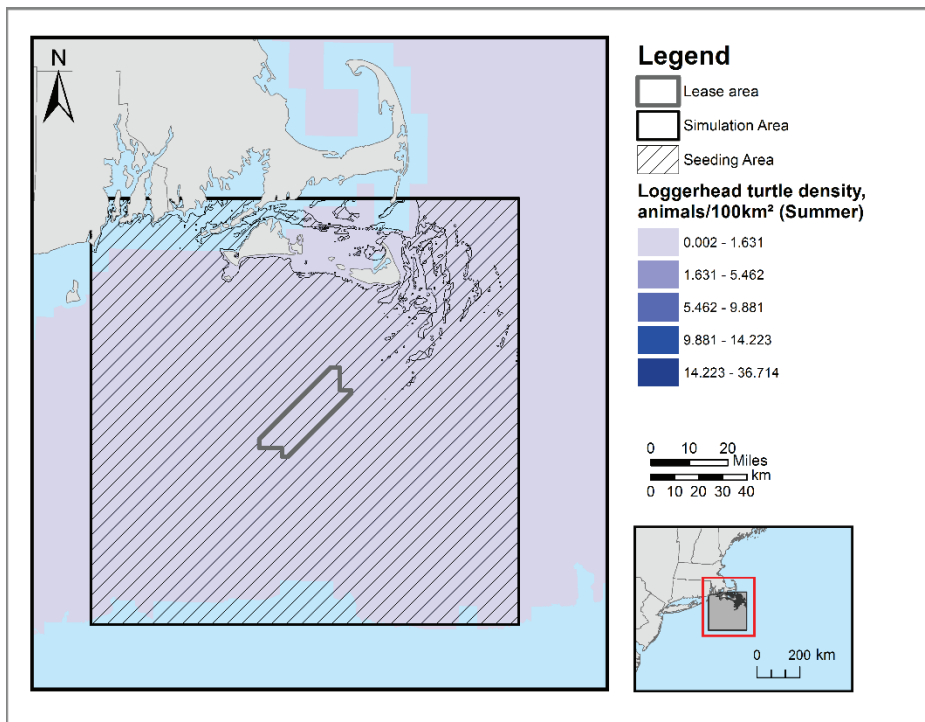 N
Legend
Lease area
Simulation Area
Seeding Area
Loggerhead turtle density,
animals/100km² (Summer)
0.002 - 1.631
1.631 - 5.462
5.462 - 9.881
9.881 - 14.223
14.223 - 36.714
0 10 20
Miles
km
0 10 20 30 40
0 200 km